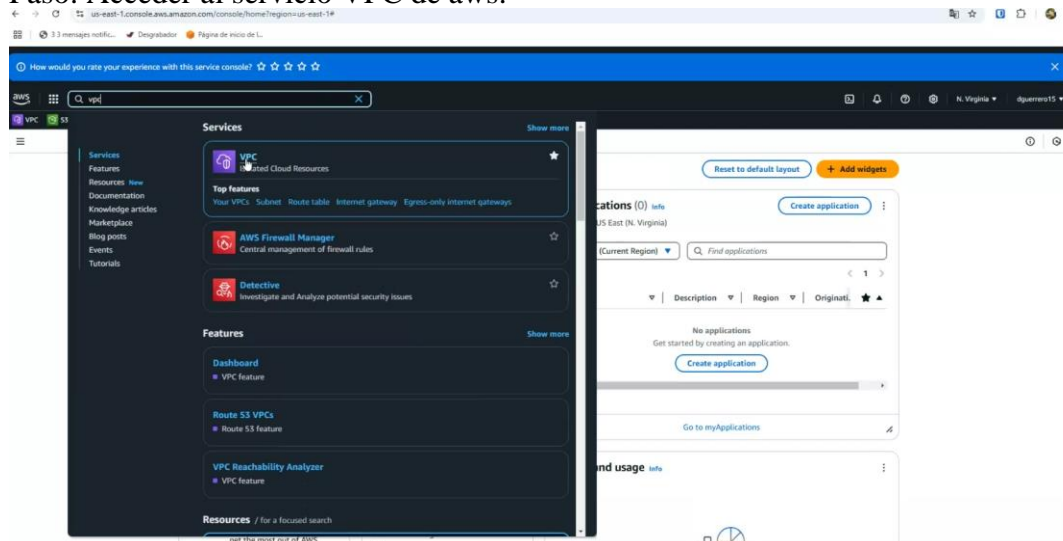 Paso: Acceder al servicio VPC de aws.
us-east-1.console.aws.amazon.com/console/home?region=us-east-1#
3.3 mensajes notific... Desgrabador Página de inicio de L...
How would you rate your experience with this service console?
aws vpc N. Virginia dguerrero15
VPC S3
Services Show more
Services
Features
Resources New
Documentation
Knowledge articles
Marketplace
Blog posts
Events
Tutorials
VPC
Isolated Cloud Resources
Top features
Your VPCs Subnet Route table Internet gateway Egress-only internet gateways
AWS Firewall Manager
Central management of firewall rules
Detective
Investigate and Analyze potential security issues
Features Show more
Dashboard
VPC feature
Route 53 VPCs
Route 53 feature
VPC Reachability Analyzer
VPC feature
Resources / for a focused search
get the most out of AWS
Reset to default layout + Add widgets
cations (0) Info Create application
US East (N. Virginia)
(Current Region) Find applications
1
Description Region Originati...
No applications
Get started by creating an application.
Create application
Go to myApplications
and usage Info